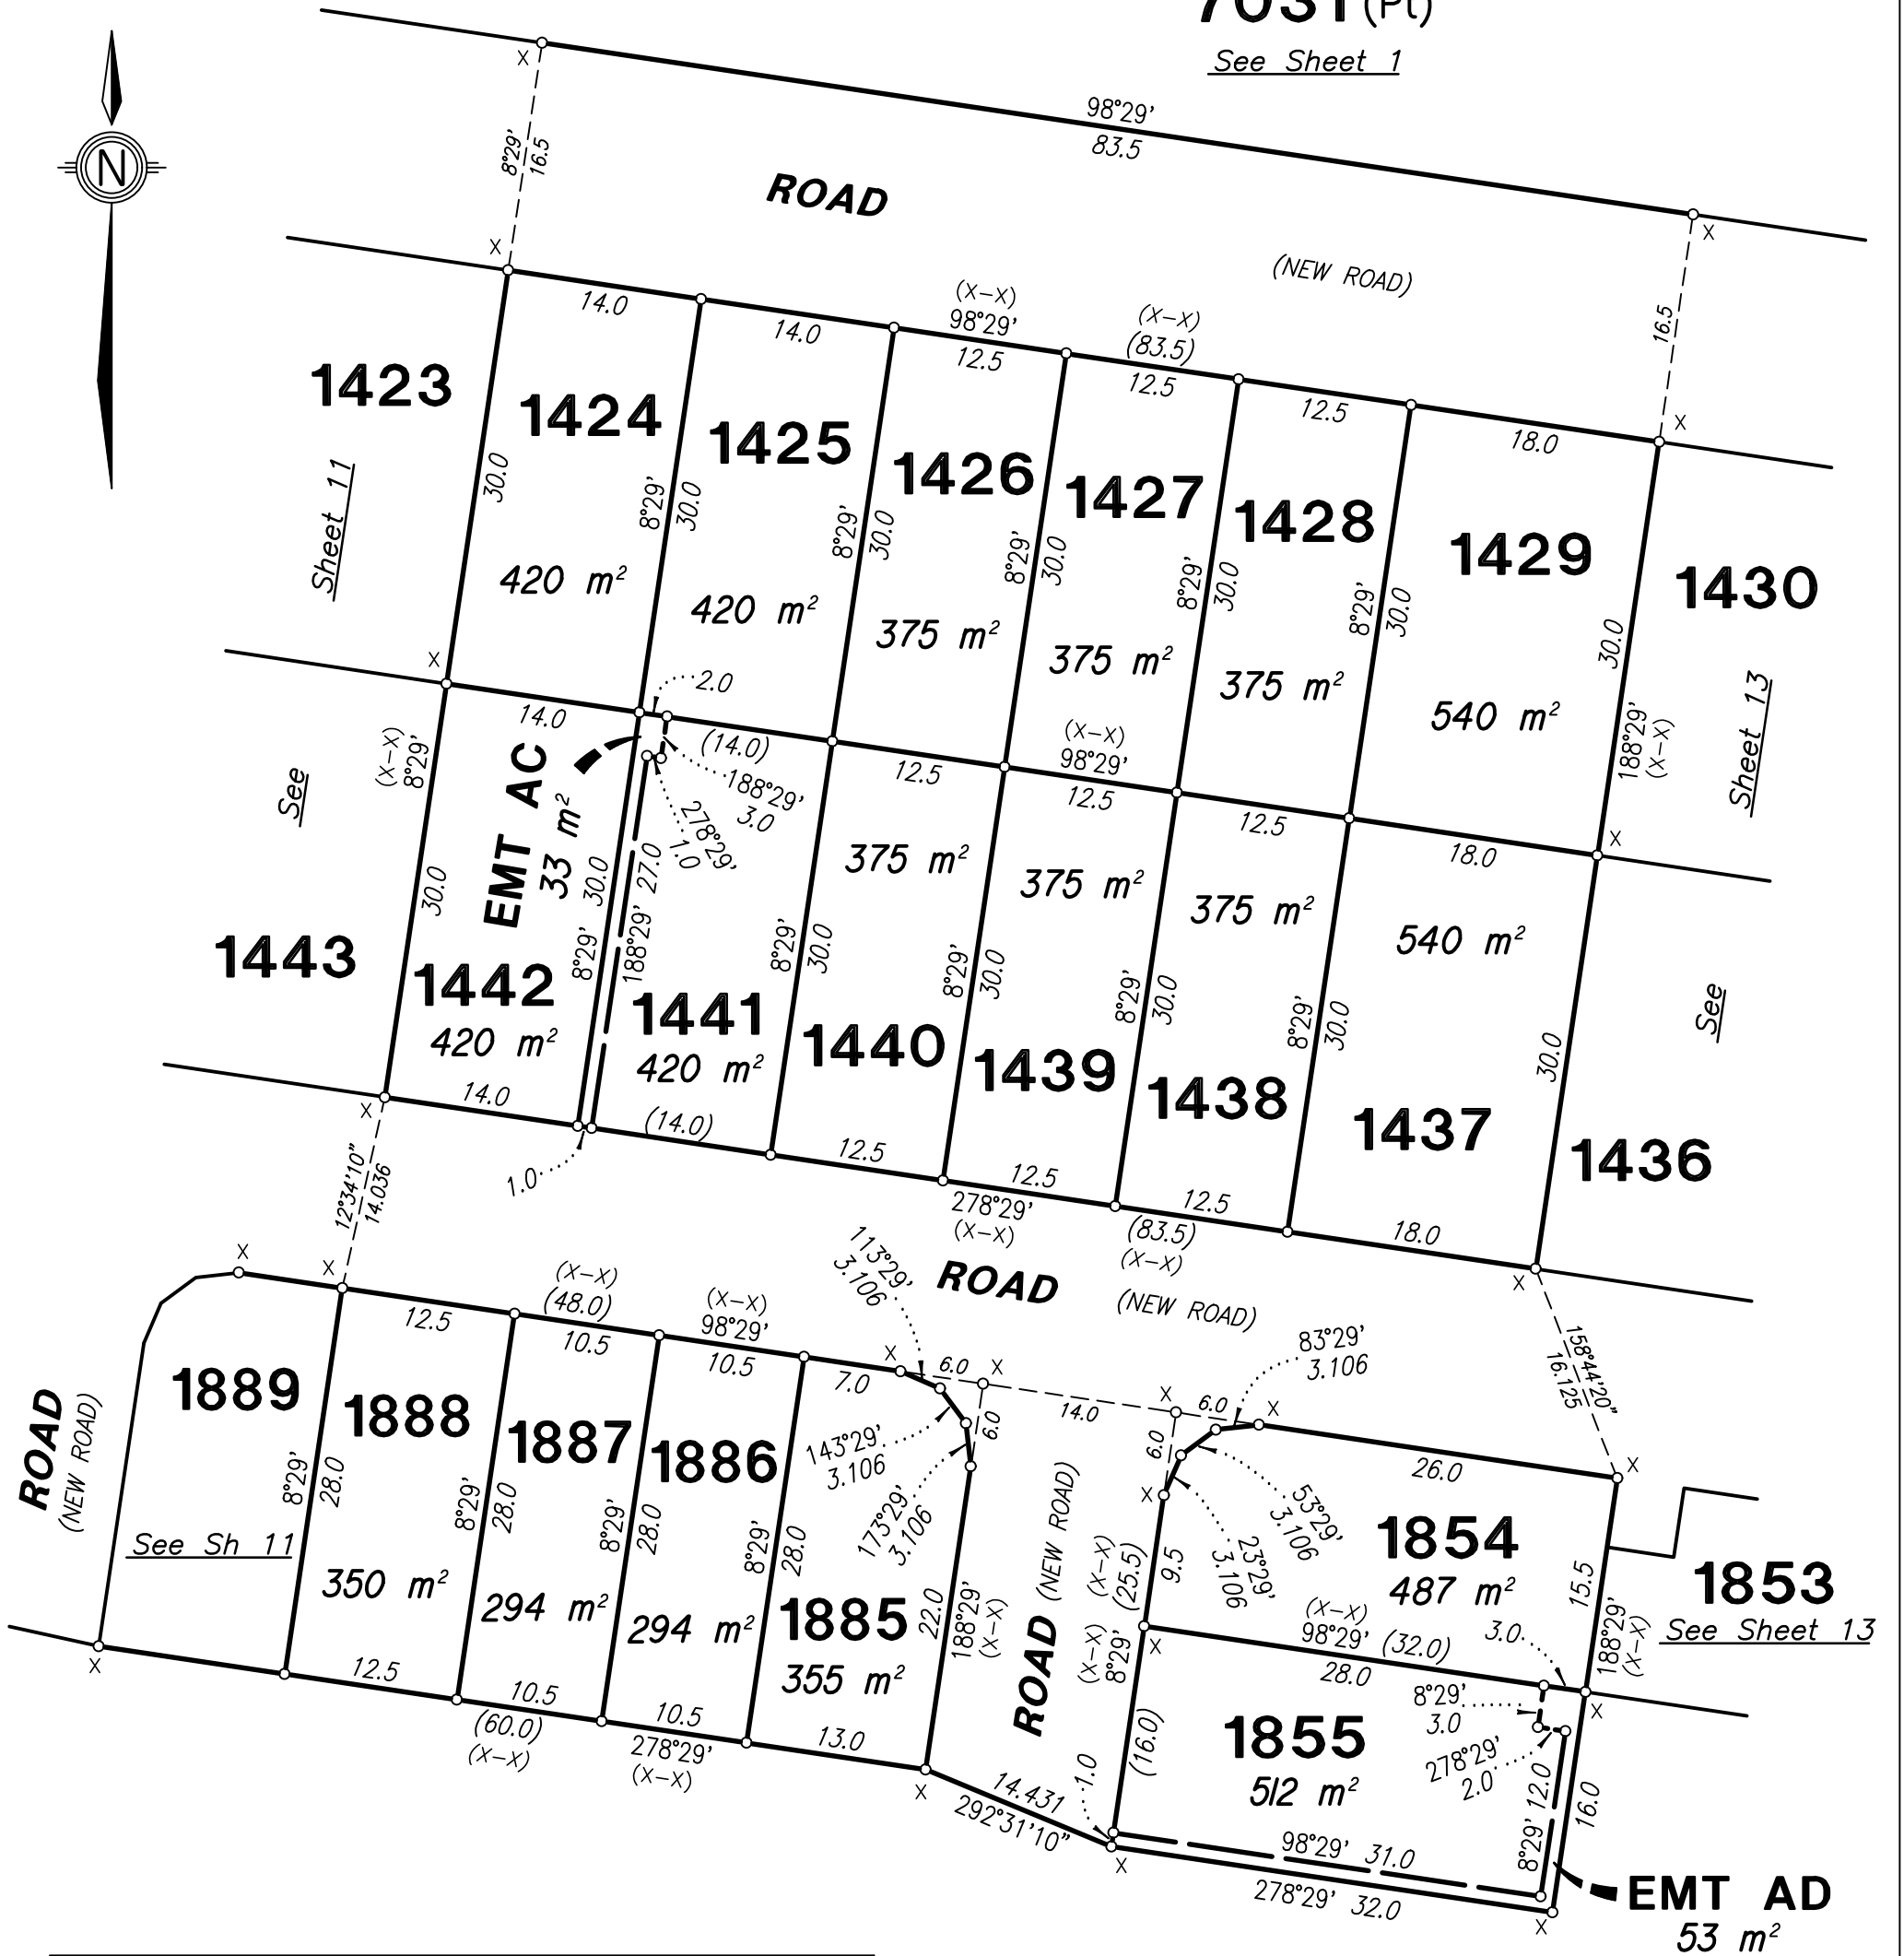 7031 (Pt)
See Sheet 1
N
X
98°29'
83.5
8°29'
16.5
ROAD
X
(NEW ROAD)
X
16.5
X
14.0
14.0
(X-X)
98°29'
12.5
(X-X)
(83.5)
12.5
12.5
18.0
X
1423
1424
1425
1426
1427
1428
1429
1430
Sheet 11
30.0
8°29'
30.0
8°29'
30.0
8°29'
30.0
8°29'
30.0
8°29'
30.0
30.0
188°29'
(X-X)
Sheet 13
420 m²
420 m²
375 m²
375 m²
375 m²
540 m²
X
2.0
14.0
(14.0)
12.5
(X-X)
98°29'
12.5
12.5
18.0
X
(X-X)
8°29'
See
EMT AC
33 m²
188°29'
3.0
278°29'
1.0
30.0
30.0
8°29'
188°29' 27.0
375 m²
375 m²
375 m²
540 m²
8°29'
30.0
8°29'
30.0
8°29'
30.0
8°29'
30.0
30.0
See
1443
1442
420 m²
1441
420 m²
1440
1439
1438
1437
1436
X
14.0
(14.0)
12.5
12.5
12.5
18.0
1.0
278°29'
(X-X)
(83.5)
(X-X)
X
12°34'10"
14.036
158°44'20"
16.125
ROAD
(NEW ROAD)
X
X
12.5
(X-X)
(48.0)
10.5
(X-X)
98°29'
10.5
7.0
X
113°29'
3.106
6.0
X
14.0
X
6.0
83°29'
3.106
X
26.0
X
1889
1888
1887
1886
143°29'
3.106
173°29'
3.106
6.0
6.0
X
53°29'
3.106
23°29'
3.106
ROAD
(NEW ROAD)
See Sh 11
8°29'
28.0
8°29'
28.0
8°29'
28.0
8°29'
28.0
350 m²
294 m²
294 m²
1885
355 m²
22.0
188°29'
(X-X)
ROAD (NEW ROAD)
(X-X)
(25.5)
9.5
(X-X)
8°29'
1854
487 m²
15.5
188°29'
(X-X)
1853
See Sheet 13
X
(X-X)
98°29' (32.0)
3.0
28.0
X
X
12.5
10.5
10.5
13.0
(60.0)
(X-X)
278°29'
(X-X)
X
14.431
292°31'10"
1.0
(16.0)
1855
512 m²
8°29'
3.0
278°29'
2.0
8°29' 12.0
16.0
98°29' 31.0
X
278°29' 32.0
X
EMT AD
53 m²